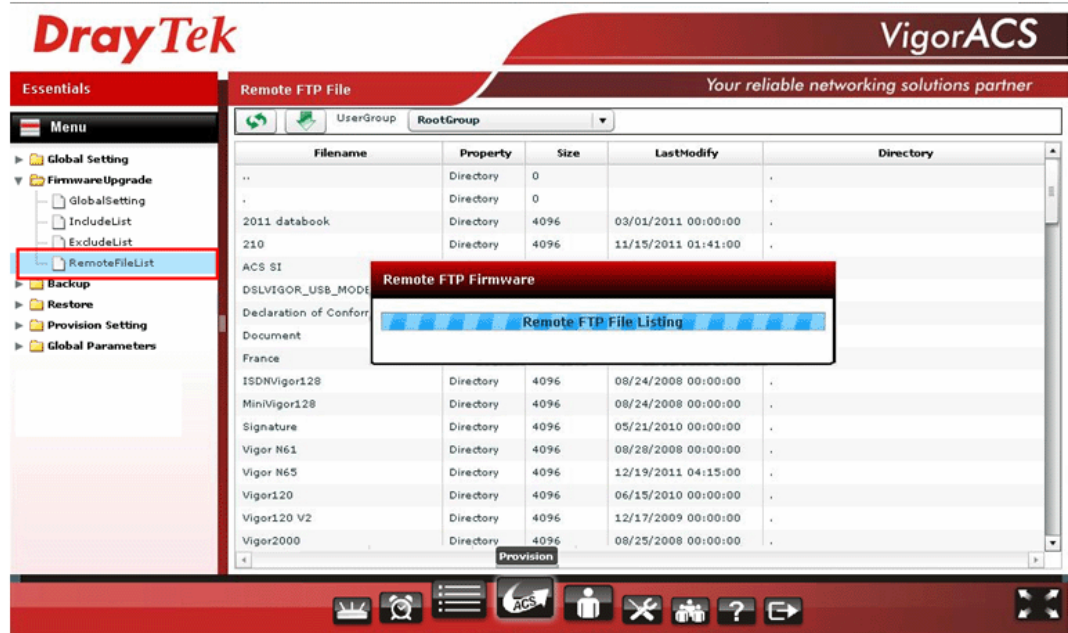 DrayTek
VigorACS
Essentials
Remote FTP File
Your reliable networking solutions partner
Menu
UserGroup RootGroup
Global Setting
FirmwareUpgrade
GlobalSetting
IncludeList
ExcludeList
RemoteFileList
Backup
Restore
Provision Setting
Global Parameters
Filename Property Size LastModify Directory
.. Directory 0 .
. Directory 0 .
2011 databook Directory 4096 03/01/2011 00:00:00 .
210 Directory 4096 11/15/2011 01:41:00 .
ACS SI
DSLVIGOR_USB_MODE
Declaration of Conforr
Document
France
Remote FTP Firmware
Remote FTP File Listing
ISDNVigor128 Directory 4096 08/24/2008 00:00:00 .
MiniVigor128 Directory 4096 08/24/2008 00:00:00 .
Signature Directory 4096 05/21/2010 00:00:00 .
Vigor N61 Directory 4096 08/28/2008 00:00:00 .
Vigor N65 Directory 4096 12/19/2011 04:15:00 .
Vigor120 Directory 4096 06/15/2010 00:00:00 .
Vigor120 V2 Directory 4096 12/17/2009 00:00:00 .
Vigor2000 Directory 4096 08/25/2008 00:00:00 .
Provision
ACS
?